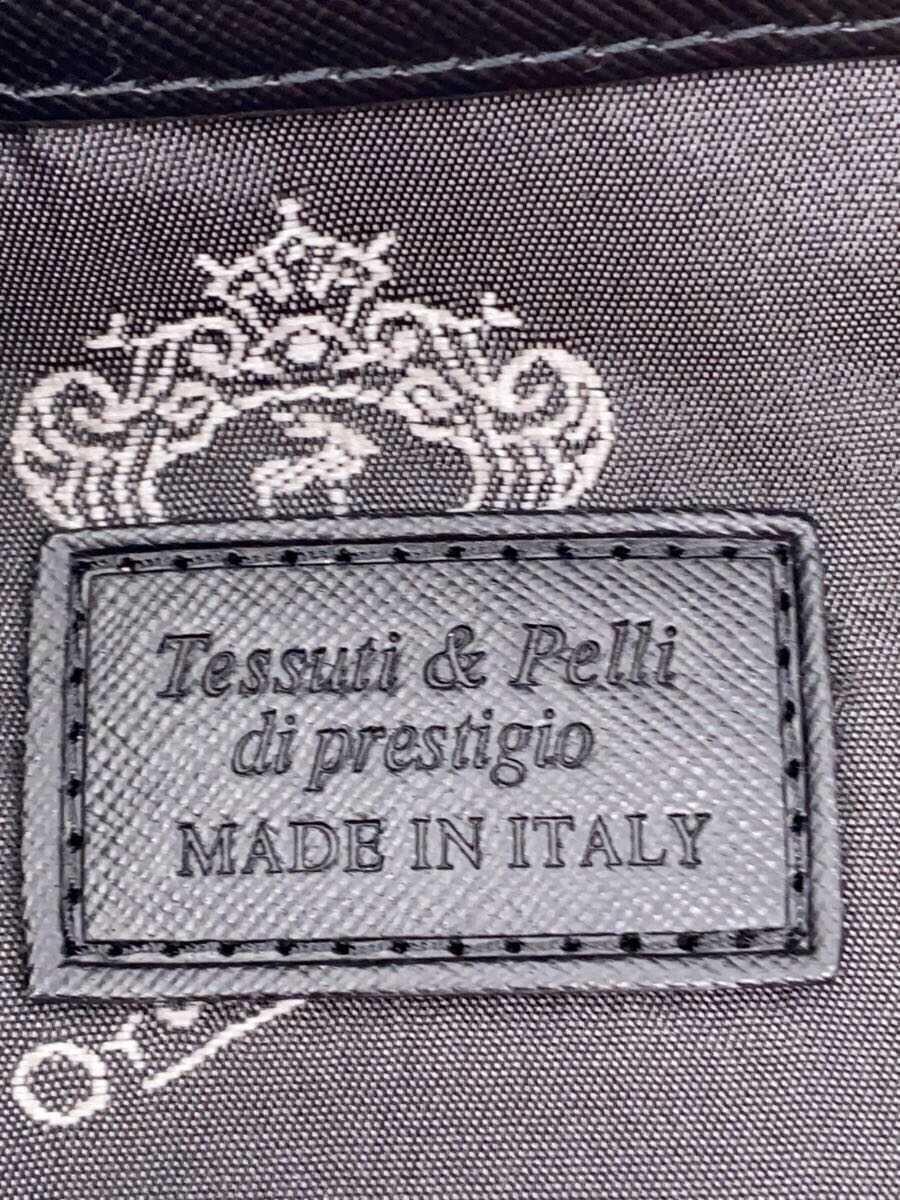 Tessuti & Pelli
di prestigio
MADE IN ITALY